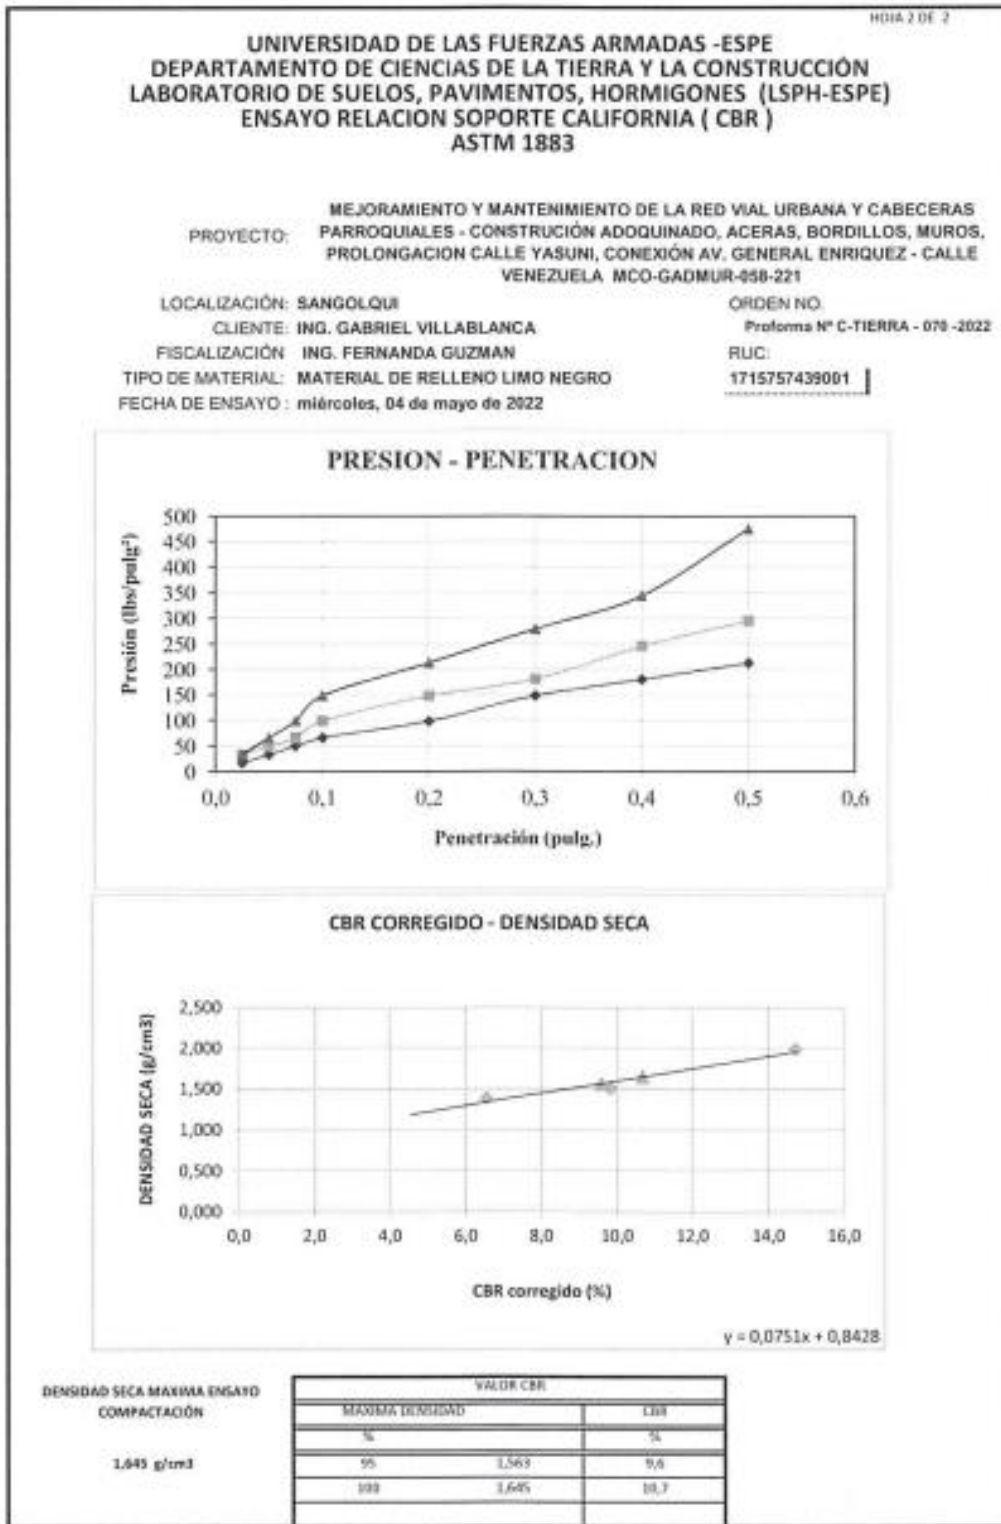 HOJA 2 DE 2
UNIVERSIDAD DE LAS FUERZAS ARMADAS -ESPE
DEPARTAMENTO DE CIENCIAS DE LA TIERRA Y LA CONSTRUCCIÓN
LABORATORIO DE SUELOS, PAVIMENTOS, HORMIGONES (LSPH-ESPE)
ENSAYO RELACION SOPORTE CALIFORNIA ( CBR )
ASTM 1883
PROYECTO:
MEJORAMIENTO Y MANTENIMIENTO DE LA RED VIAL URBANA Y CABECERAS
PARROQUIALES - CONSTRUCIÓN ADOQUINADO, ACERAS, BORDILLOS, MUROS,
PROLONGACION CALLE YASUNI, CONEXIÓN AV. GENERAL ENRIQUEZ - CALLE
VENEZUELA MCO-GADMUR-058-221
LOCALIZACIÓN: SANGOLQUI ORDEN NO.
CLIENTE: ING. GABRIEL VILLABLANCA Proforma Nº C-TIERRA - 070 -2022
FISCALIZACIÓN ING. FERNANDA GUZMAN RUC:
TIPO DE MATERIAL: MATERIAL DE RELLENO LIMO NEGRO 1715757439001
FECHA DE ENSAYO : miércoles, 04 de mayo de 2022
PRESION - PENETRACION
Presión (lbs/pulg²)
500
450
400
350
300
250
200
150
100
50
0
0,0 0,1 0,2 0,3 0,4 0,5 0,6
Penetración (pulg.)
CBR CORREGIDO - DENSIDAD SECA
DENSIDAD SECA (g/cm3)
2,500
2,000
1,500
1,000
0,500
0,000
0,0 2,0 4,0 6,0 8,0 10,0 12,0 14,0 16,0
CBR corregido (%)
y = 0,0751x + 0,8428
DENSIDAD SECA MAXIMA ENSAYO
COMPACTACIÓN
1,645 g/cm3
VALOR CBR
MAXIMA DENSIDAD CBR
% %
95 1,563 9,6
100 1,645 10,7